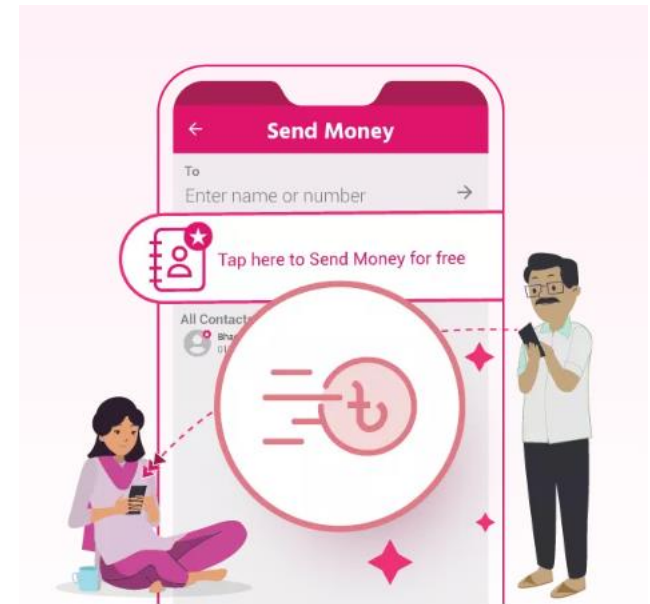 Send Money
To
Enter name or number
Tap here to Send Money for free
All Contacts
৳